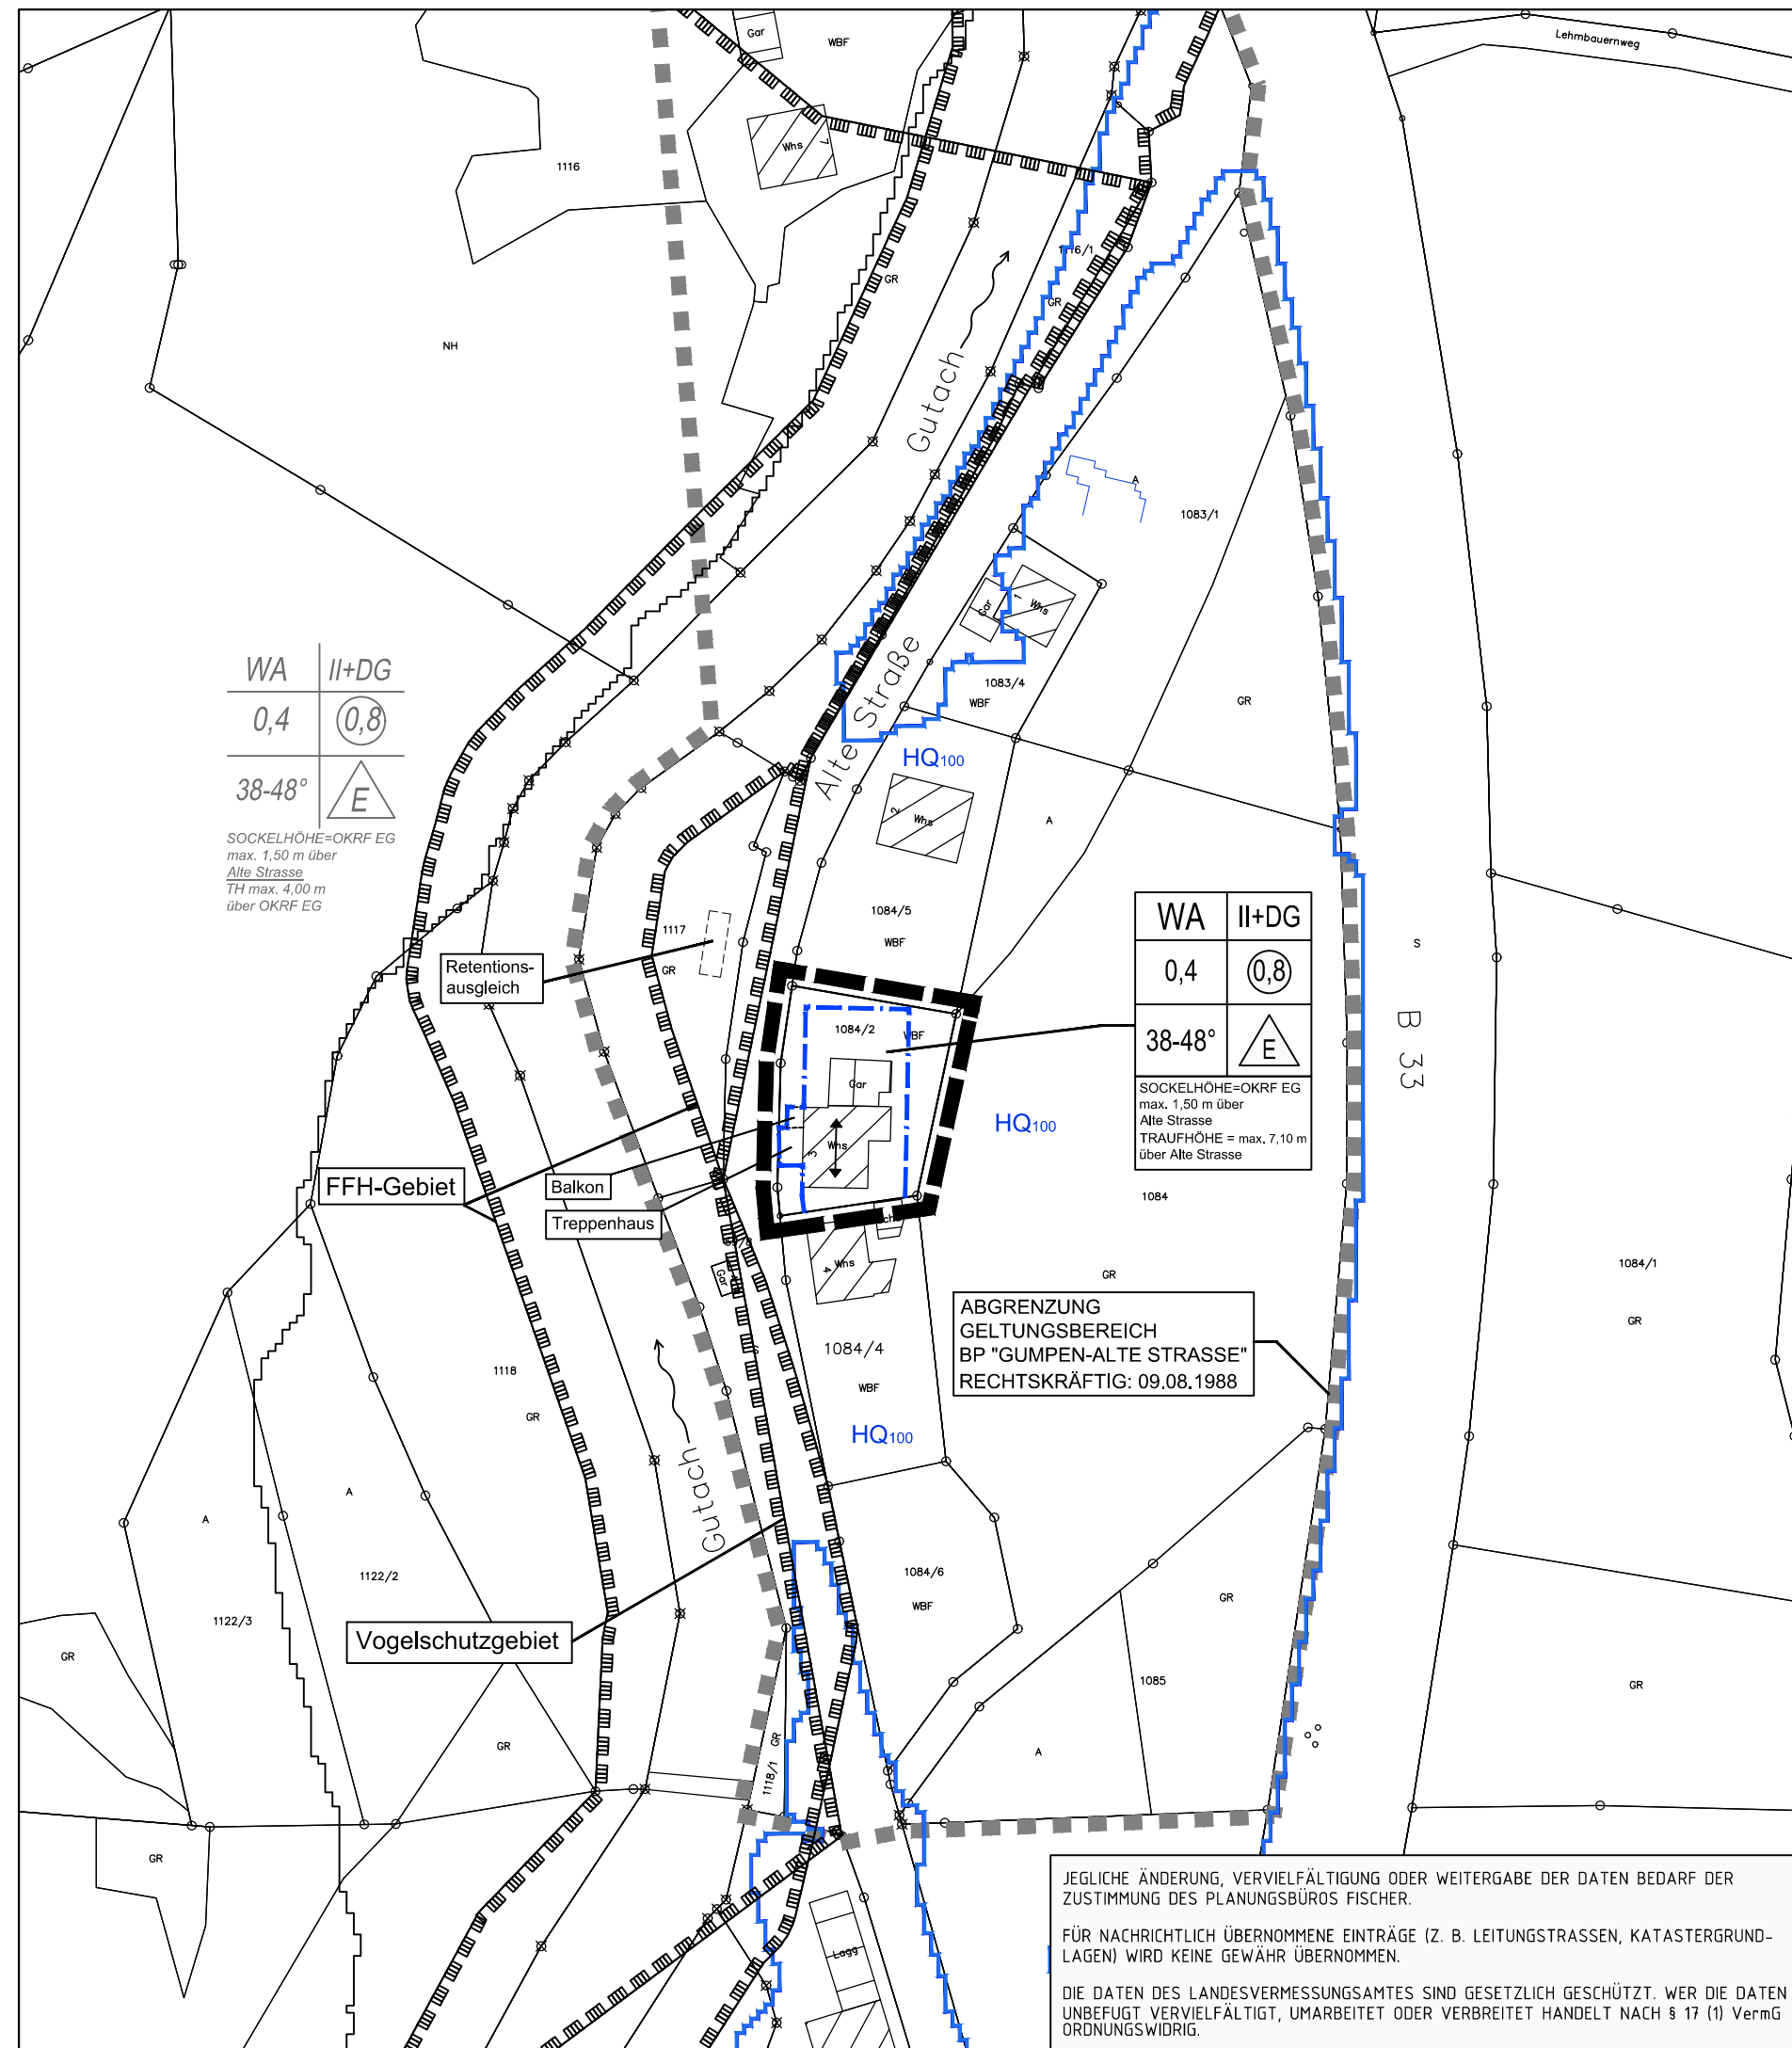 Gar
WBF
Lehmbauernweg
Whs
7
1116
1116/1
GR
GR
NH
Gutach
A
1083/1
Gar
1
Whs
WA
II+DG
0,4
0,8
38-48°
E
SOCKELHÖHE=OKRF EG
max. 1,50 m über
Alte Strasse
TH max. 4,00 m
über OKRF EG
1083/4
WBF
GR
Alte Straße
HQ100
2
Whs
A
1084/5
WBF
1117
GR
Retentions-
ausgleich
WA
II+DG
0,4
0,8
38-48°
E
SOCKELHÖHE=OKRF EG
max. 1,50 m über
Alte Strasse
TRAUFHÖHE = max. 7,10 m
über Alte Strasse
S
B 33
1084/2
WBF
Gar
Whs
3
HQ100
FFH-Gebiet
Balkon
Treppenhaus
1084
GR
Gar
4
Whs
1084/1
GR
ABGRENZUNG
GELTUNGSBEREICH
BP "GUMPEN-ALTE STRASSE"
RECHTSKRÄFTIG: 09.08.1988
1084/4
WBF
S
1118
GR
HQ100
Gutach
A
A
1122/2
1122/3
1084/6
WBF
GR
Vogelschutzgebiet
GR
GR
1085
A
GR
GR
1118/1
GR
Lagg
JEGLICHE ÄNDERUNG, VERVIELFÄLTIGUNG ODER WEITERGABE DER DATEN BEDARF DER
ZUSTIMMUNG DES PLANUNGSBÜROS FISCHER.
FÜR NACHRICHTLICH ÜBERNOMMENE EINTRÄGE (Z. B. LEITUNGSTRASSEN, KATASTERGRUND-
LAGEN) WIRD KEINE GEWÄHR ÜBERNOMMEN.
DIE DATEN DES LANDESVERMESSUNGSAMTES SIND GESETZLICH GESCHÜTZT. WER DIE DATEN
UNBEFUGT VERVIELFÄLTIGT, UMARBEITET ODER VERBREITET HANDELT NACH § 17 (1) VermG
ORDNUNGSWIDRIG.